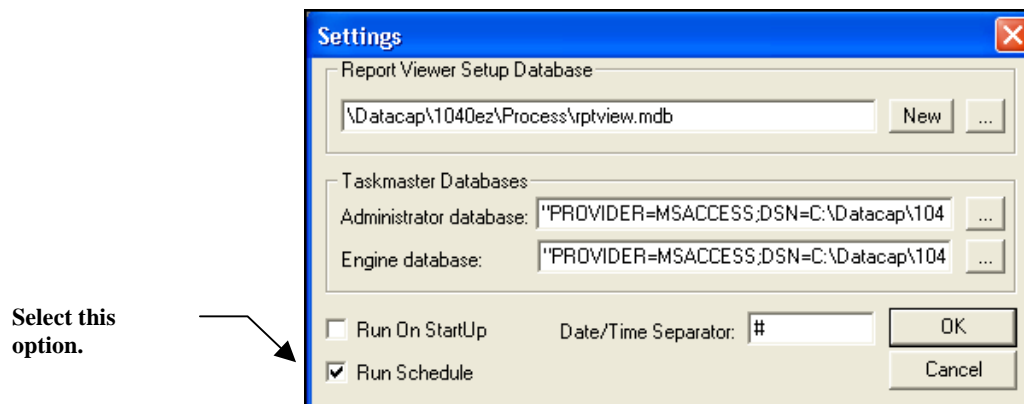 Settings
Report Viewer Setup Database
\Datacap\1040ez\Process\rptview.mdb
New
...
Taskmaster Databases
Administrator database:
"PROVIDER=MSACCESS;DSN=C:\Datacap\104
...
Engine database:
"PROVIDER=MSACCESS;DSN=C:\Datacap\104
...
Select this
option.
Run On StartUp
Date/Time Separator:
#
OK
Run Schedule
Cancel